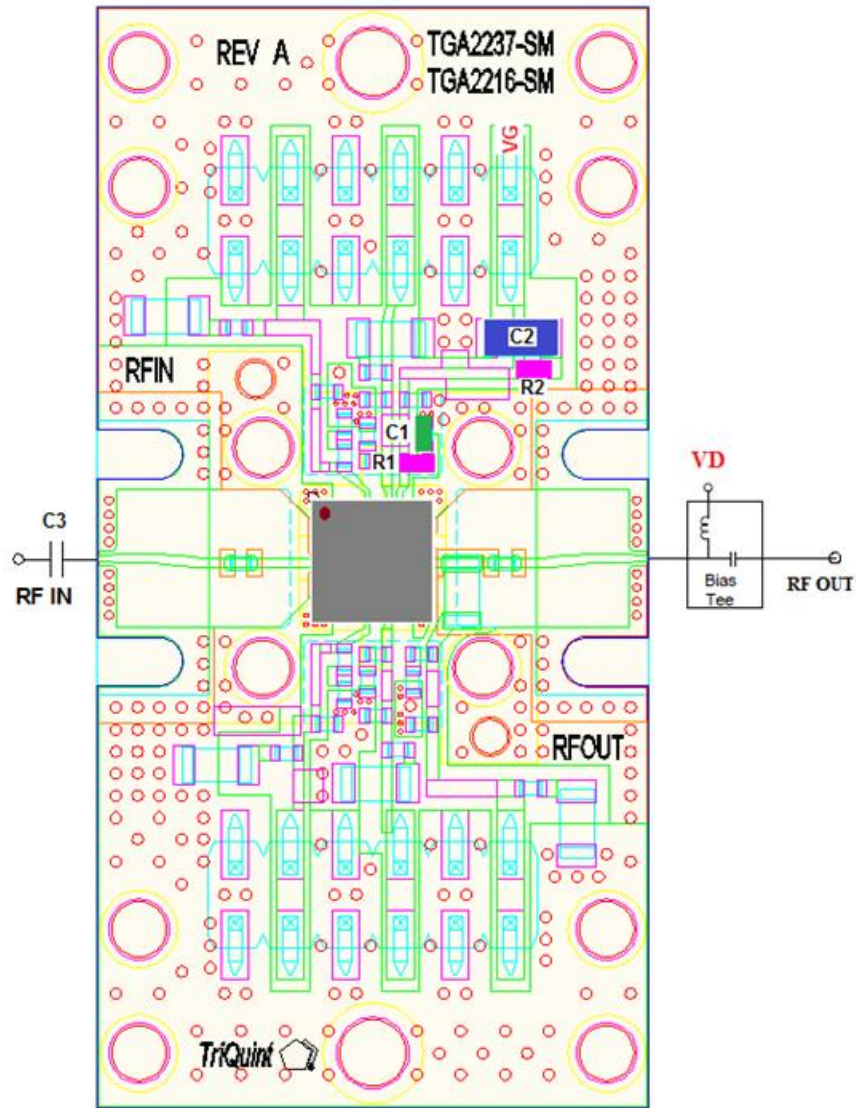 REV A
TGA2237-SM
TGA2216-SM
VG
C2
RFIN
R2
C1
R1
VD
C3
RF IN
Bias
Tee
RF OUT
RFOUT
TriQuint